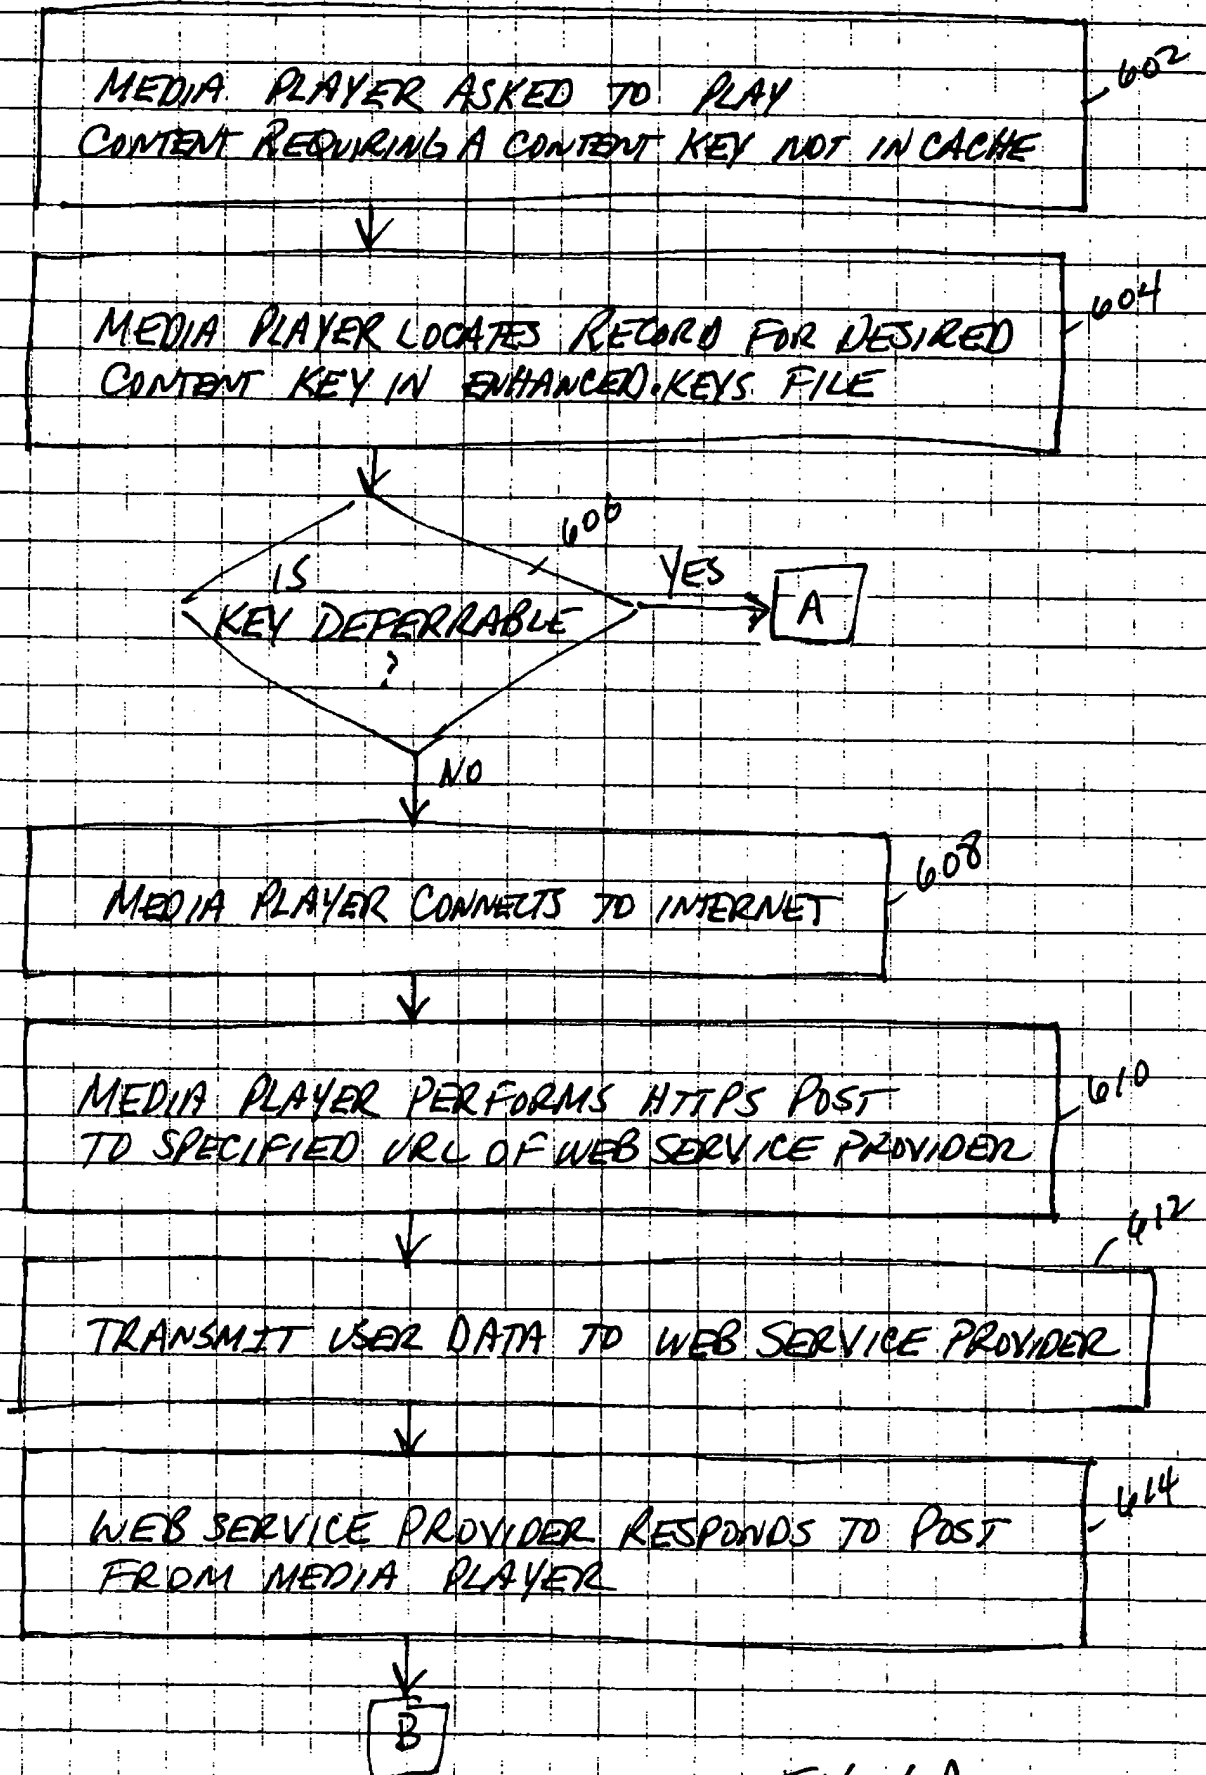 602
MEDIA PLAYER ASKED TO PLAY
CONTENT REQUIRING A CONTENT KEY NOT IN CACHE
604
MEDIA PLAYER LOCATES RECORD FOR DESIRED
CONTENT KEY IN ENHANCED.KEYS FILE
606
IS
KEY DEFERRABLE
?
YES
A
NO
608
MEDIA PLAYER CONNECTS TO INTERNET
610
MEDIA PLAYER PERFORMS HTTPS POST
TO SPECIFIED URL OF WEB SERVICE PROVIDER
612
TRANSMIT USER DATA TO WEB SERVICE PROVIDER
614
WEB SERVICE PROVIDER RESPONDS TO POST
FROM MEDIA PLAYER
B